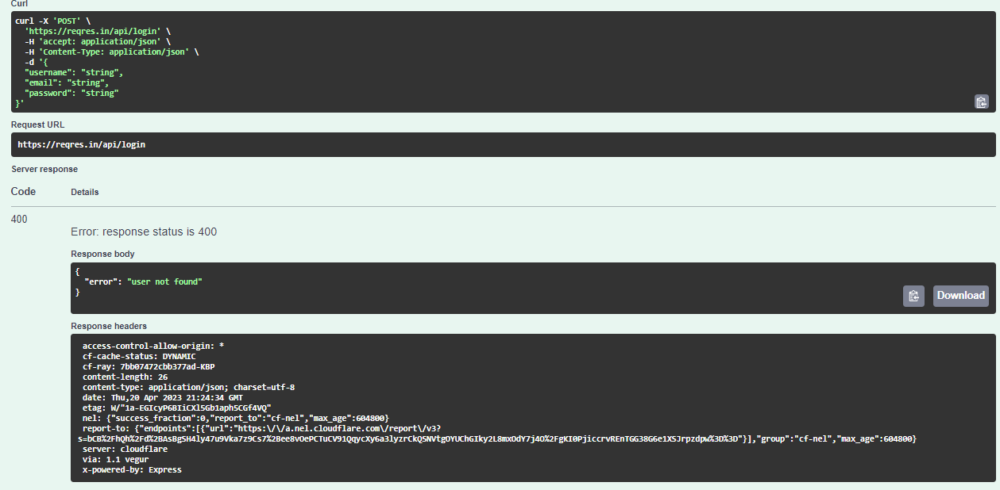 Curl
curl -X 'POST' \
'https://reqres.in/api/login' \
-H 'accept: application/json' \
-H 'Content-Type: application/json' \
-d '{
"username": "string",
"email": "string",
"password": "string"
}'
Request URL
https://reqres.in/api/login
Server response
Code Details
400
Error: response status is 400
Response body
{
"error": "user not found"
}
Download
Response headers
access-control-allow-origin: *
cf-cache-status: DYNAMIC
cf-ray: 7bb07472cbb377ad-KBP
content-length: 26
content-type: application/json; charset=utf-8
date: Thu,20 Apr 2023 21:24:34 GMT
etag: W/"1a-EGIcyP6BIiCXl5Gb1aph5CGf4VQ"
nel: {"success_fraction":0,"report_to":"cf-nel","max_age":604800}
report-to: {"endpoints":[{"url":"https:\/\/a.nel.cloudflare.com\/report\/v3?
s=bCB%2FhQh%2Fd%2BAsBgSH4ly47u9Vka7z9Cs7%2Bee8vOePCTuCV91QqycXy6a3lyzrCkQ5NVtgOYUChGIky2L8mxOdY7j4O%2FgKI0PjiccrvREnTGG38G6e1XSJrpzdpw%3D%3D"}],"group":"cf-nel","max_age":604800}
server: cloudflare
via: 1.1 vegur
x-powered-by: Express